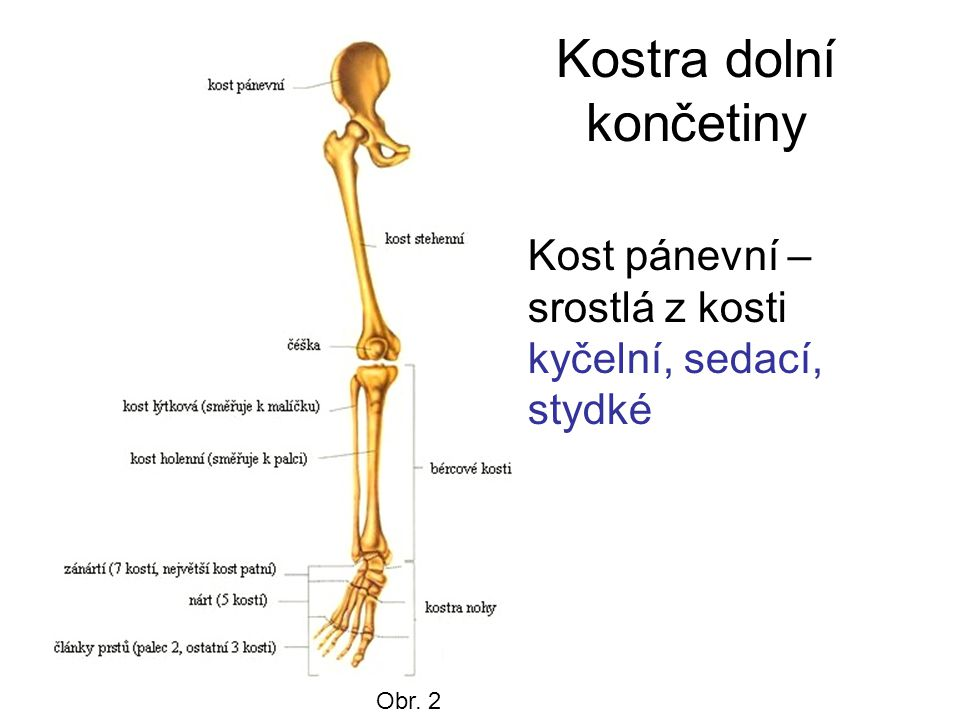 Kostra dolní
končetiny
kost pánevní
kost stehenní
Kost pánevní –
srostlá z kosti
kyčelní, sedací,
stydké
čéška
kost lýtková (směřuje k malíčku)
kost holenní (směřuje k palci)
bércové kosti
zánártí (7 kostí, největší kost patní)
nárt (5 kostí)
kostra nohy
články prstů (palec 2, ostatní 3 kosti)
Obr. 2